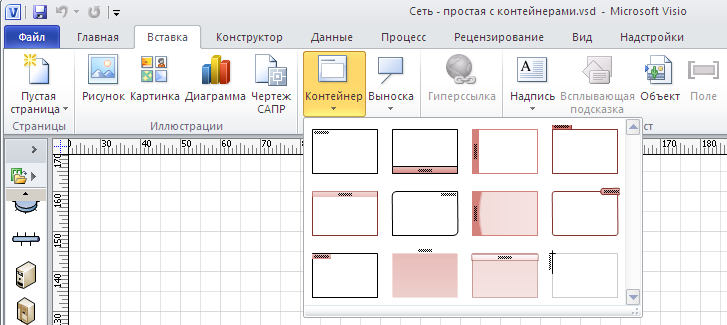 Сеть - простая с контейнерами.vsd - Microsoft Visio
Файл Главная Вставка Конструктор Данные Процесс Рецензирование Вид Надстройки
Пустая страница Рисунок Картинка Диаграмма Чертеж САПР Контейнер Выноска Гиперссылка Надпись Всплывающая подсказка Объект Поле
Страницы Иллюстрации ст
20 30 40 50 60 70 80 170 180
170
160
150
140
130